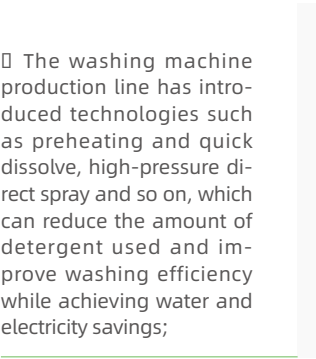 ▯ The washing machine
production line has intro-
duced technologies such
as preheating and quick
dissolve, high-pressure di-
rect spray and so on, which
can reduce the amount of
detergent used and im-
prove washing efficiency
while achieving water and
electricity savings;